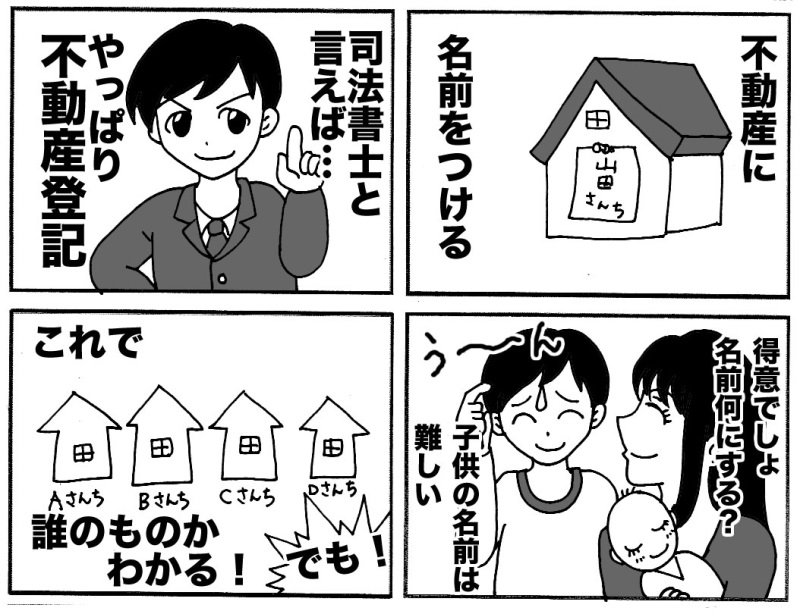 司法書士と
言えば…
やっぱり
不動産登記
不動産に
名前をつける
山田
さんち
これで
Aさんち
Bさんち
Cさんち
Dさんち
誰のものか
わかる！
でも！
得意でしょ
名前何にする？
う〜ん
子供の名前は
難しい